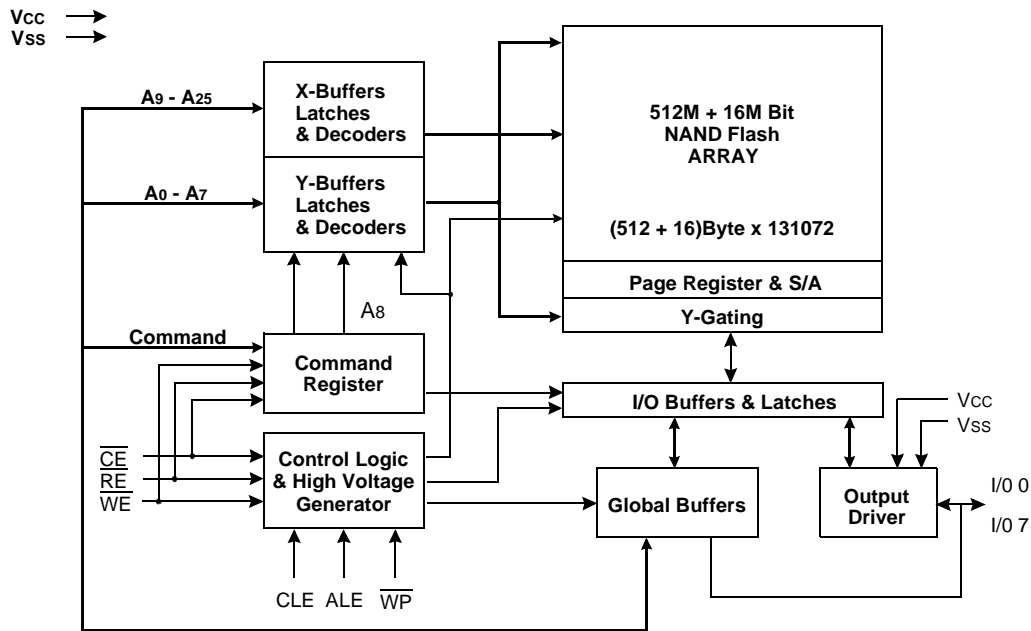 VCC
VSS
A9 - A25
X-Buffers
Latches
& Decoders
A0 - A7
Y-Buffers
Latches
& Decoders
512M + 16M Bit
NAND Flash
ARRAY
(512 + 16)Byte x 131072
Page Register & S/A
Y-Gating
A8
Command
Command
Register
I/O Buffers & Latches
VCC
VSS
CE
RE
WE
Control Logic
& High Voltage
Generator
Global Buffers
Output
Driver
I/0 0
I/0 7
CLE
ALE
WP